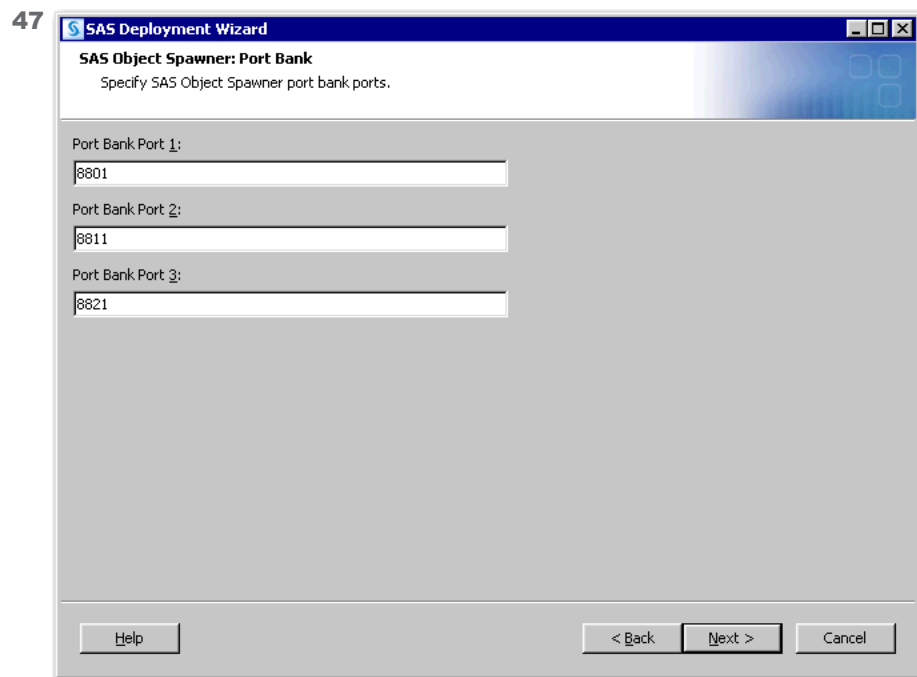 47
SAS Deployment Wizard
SAS Object Spawner: Port Bank
Specify SAS Object Spawner port bank ports.
Port Bank Port 1:
8801
Port Bank Port 2:
8811
Port Bank Port 3:
8821
Help
< Back
Next >
Cancel